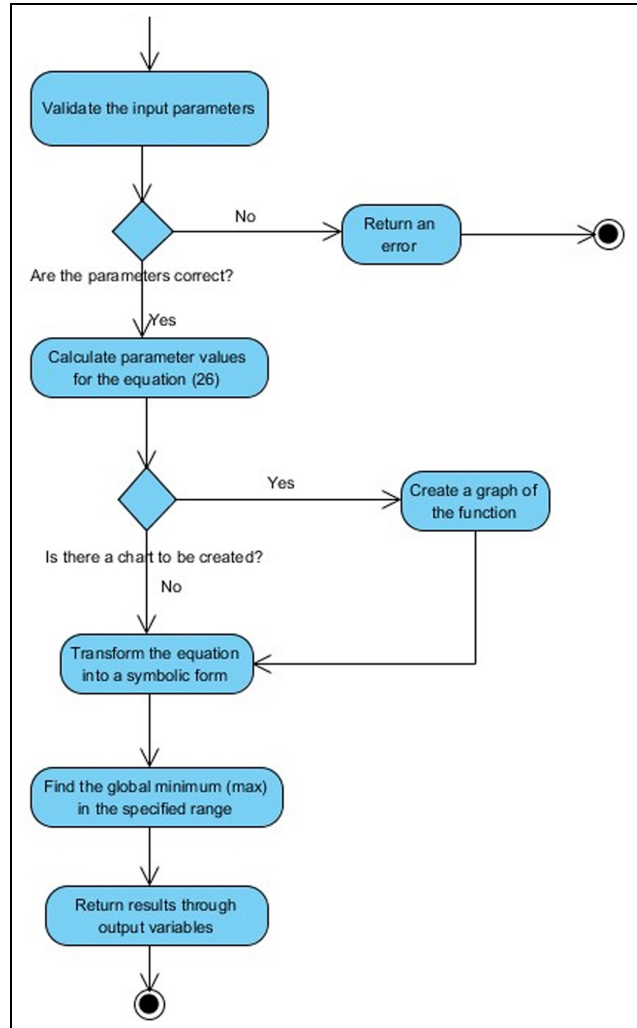 Validate the input parameters
No
Return an
error
Are the parameters correct?
Yes
Calculate parameter values
for the equation (26)
Yes
Create a graph of
the function
Is there a chart to be created?
No
Transform the equation
into a symbolic form
Find the global minimum (max)
in the specified range
Return results through
output variables